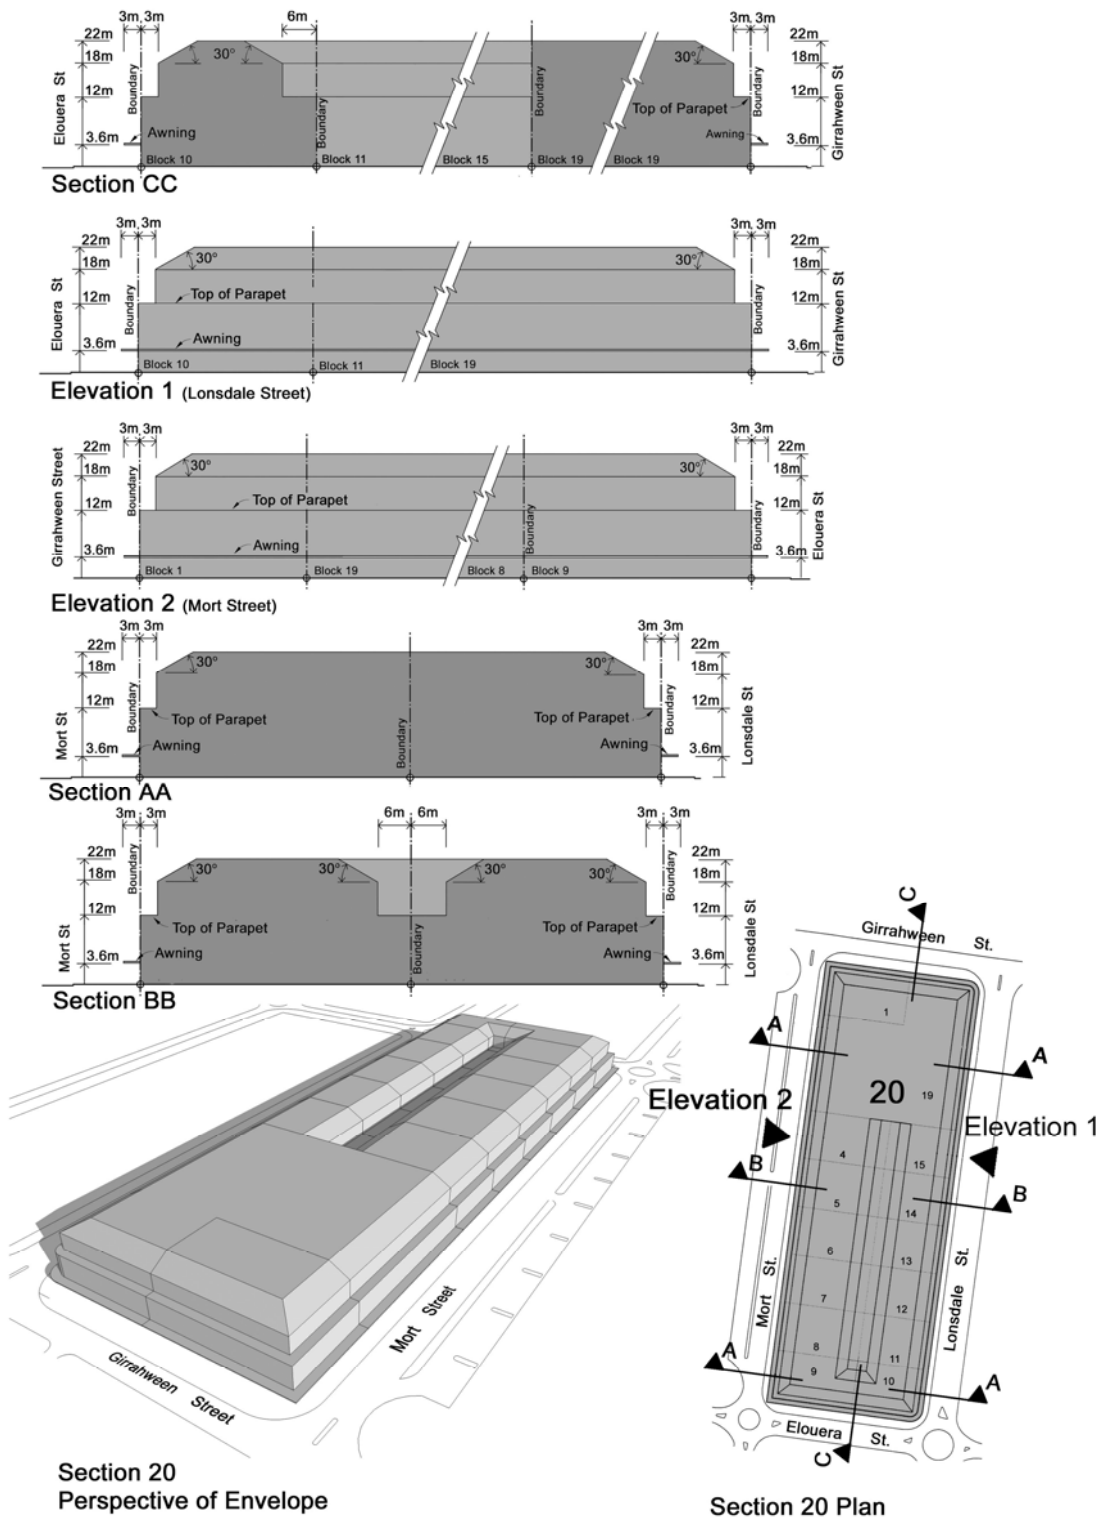 3m 3m 6m 3m 3m
22m 22m
30° 30°
18m 18m
12m 12m
Top of Parapet
Awning Awning
3.6m 3.6m
Elouera St Boundary Boundary Boundary Boundary Girrahween St
Block 10 Block 11 Block 15 Block 19 Block 19
Section CC
3m 3m 3m 3m
22m 22m
30° 30°
18m 18m
12m Top of Parapet 12m
Awning
3.6m 3.6m
Elouera St Boundary Boundary Girrahween St
Block 10 Block 11 Block 19
Elevation 1 (Lonsdale Street)
3m 3m 3m 3m
22m 22m
18m 30° 30° 18m
12m Top of Parapet 12m
Awning
3.6m 3.6m
Girrahween Street Boundary Boundary Boundary Elouera St
Block 1 Block 19 Block 8 Block 9
Elevation 2 (Mort Street)
3m 3m 3m 3m
22m 22m
18m 30° 30° 18m
12m 12m
Top of Parapet Top of Parapet
Awning Awning
3.6m 3.6m
Mort St Boundary Boundary Boundary Lonsdale St
Section AA
3m 3m 6m 6m 3m 3m
22m 22m
18m 30° 30° 30° 30° 18m
12m 12m
Top of Parapet Top of Parapet
Awning Awning
3.6m 3.6m
Mort St Boundary Boundary Boundary Lonsdale St
Section BB
Girrahween Street
Mort Street
Section 20
Perspective of Envelope
C
Girrahween St.
1
A A
20
19
Elevation 2 Elevation 1
4 15
B B
5 14
6 13
7 12
Mort St. Lonsdale St.
8 11
A 9 10 A
Elouera St.
C
Section 20 Plan